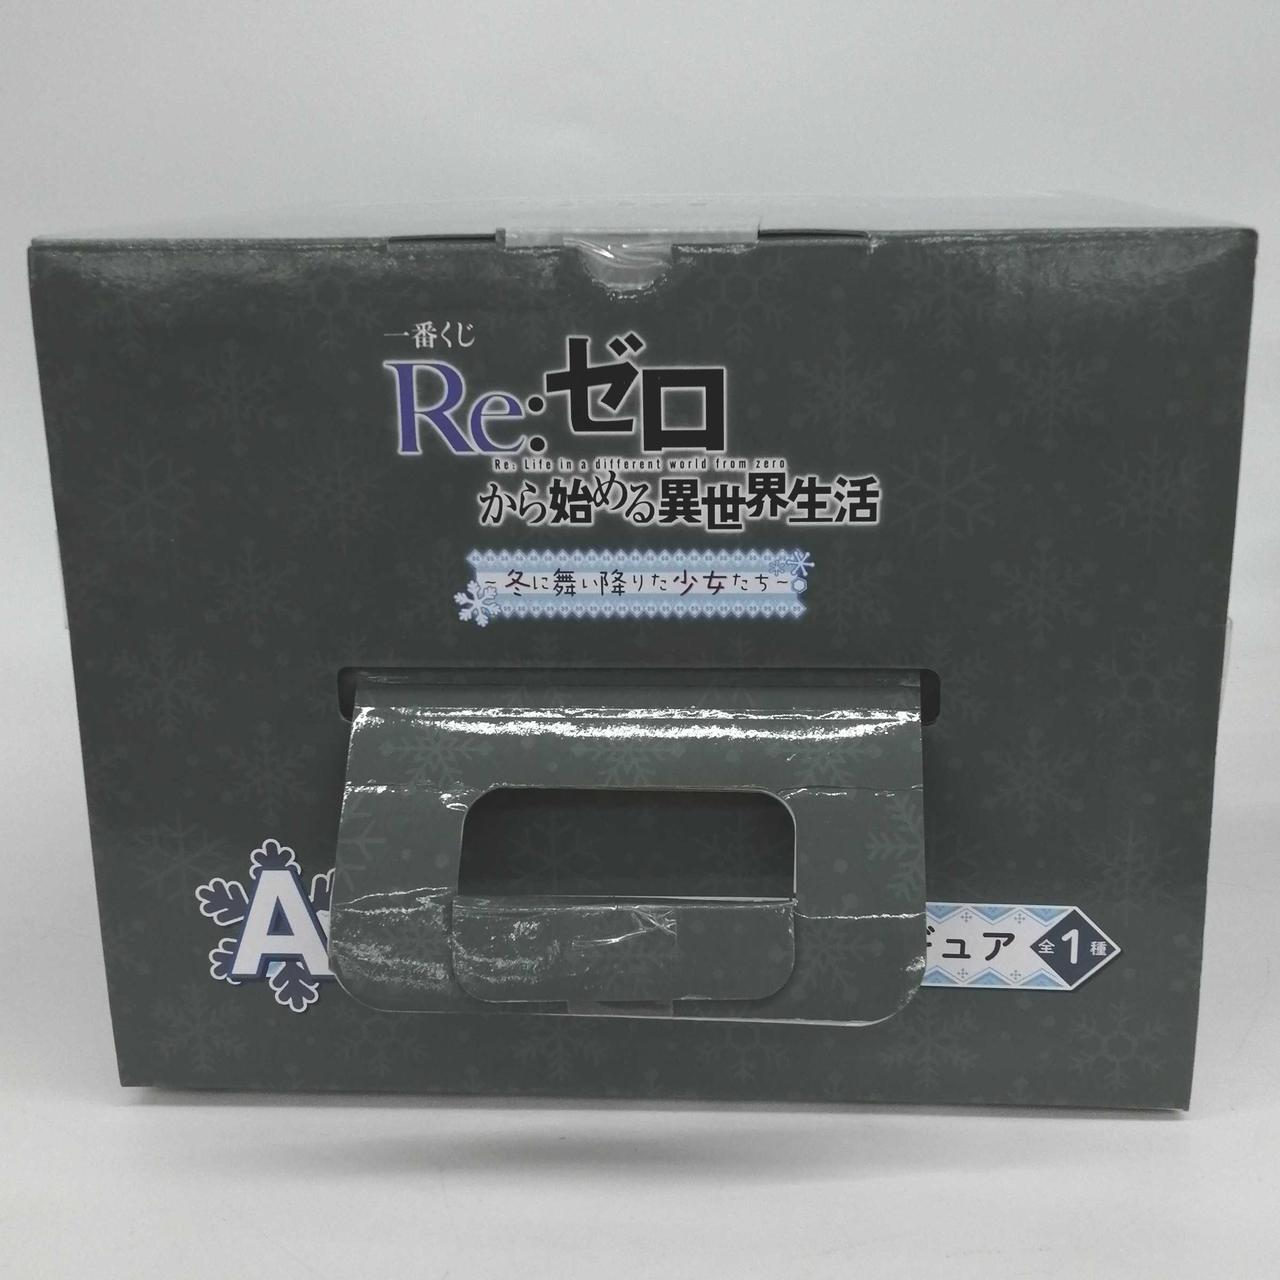 一番くじ
Re:ゼロ
Re: Life in a different world from zero
から始める異世界生活
~冬に舞い降りた少女たち~
A
ギュア 全1種